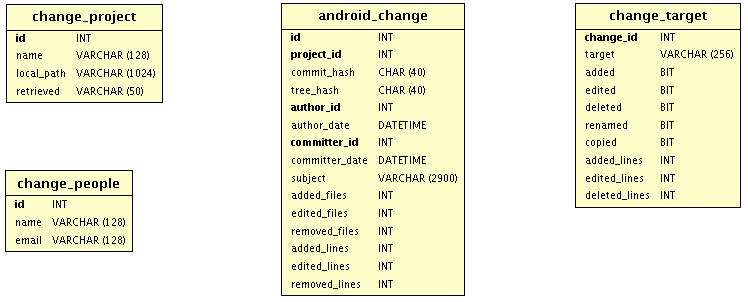 change_project
id INT
name VARCHAR (128)
local_path VARCHAR (1024)
retrieved VARCHAR (50)
change_people
id INT
name VARCHAR (128)
email VARCHAR (128)
android_change
id INT
project_id INT
commit_hash CHAR (40)
tree_hash CHAR (40)
author_id INT
author_date DATETIME
committer_id INT
committer_date DATETIME
subject VARCHAR (2900)
added_files INT
edited_files INT
removed_files INT
added_lines INT
edited_lines INT
removed_lines INT
change_target
change_id INT
target VARCHAR (256)
added BIT
edited BIT
deleted BIT
renamed BIT
copied BIT
added_lines INT
edited_lines INT
deleted_lines INT